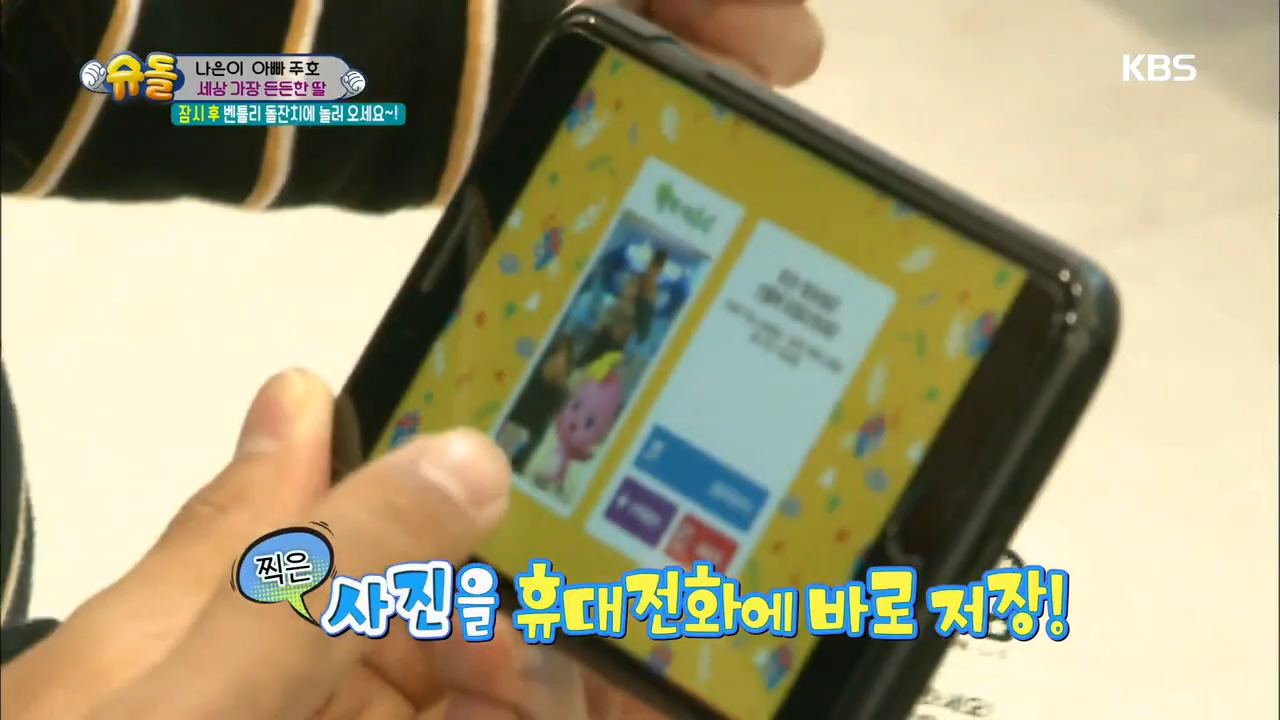 슈돌
나은이 아빠 주호
세상 가장 든든한 딸
잠시 후 벤틀리 돌잔치에 놀러 오세요~!
KBS
찍은
사진을 휴대전화에 바로 저장!